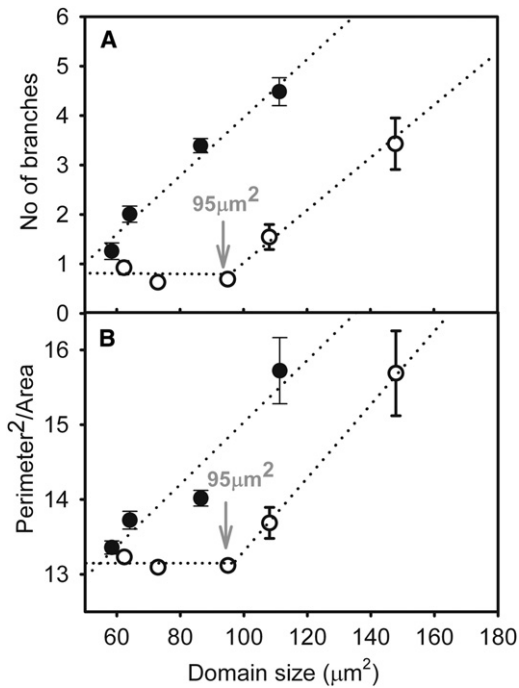 A
6
5
4
3
2
1
0
No of branches
95μm²
B
16
15
14
13
Perimeter²/Area
95μm²
60 80 100 120 140 160 180
Domain size (μm²)